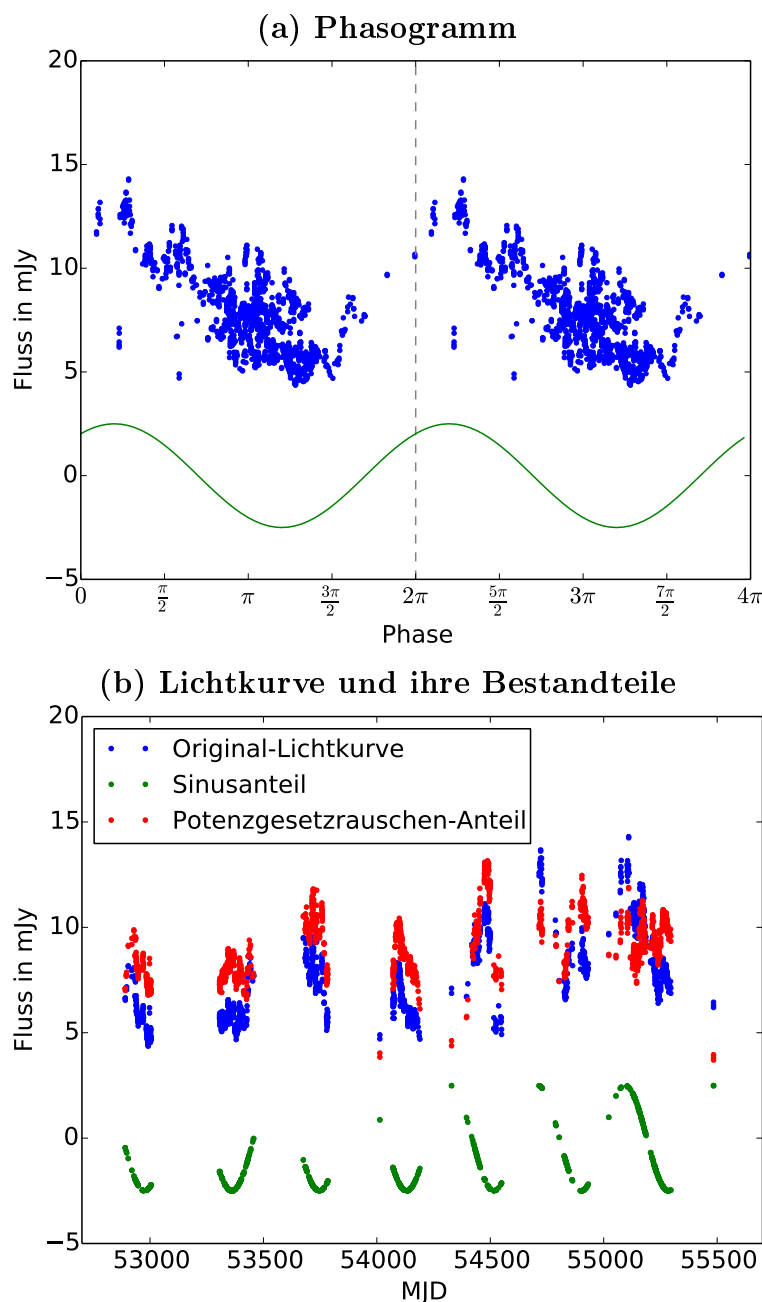 (a) Phasogramm
20
15
10
5
0
−5
Fluss in mJy
0 π/2 π 3π/2 2π 5π/2 3π 7π/2 4π
Phase
(b) Lichtkurve und ihre Bestandteile
20
15
10
5
0
−5
Fluss in mJy
Original-Lichtkurve
Sinusanteil
Potenzgesetzrauschen-Anteil
53000 53500 54000 54500 55000 55500
MJD